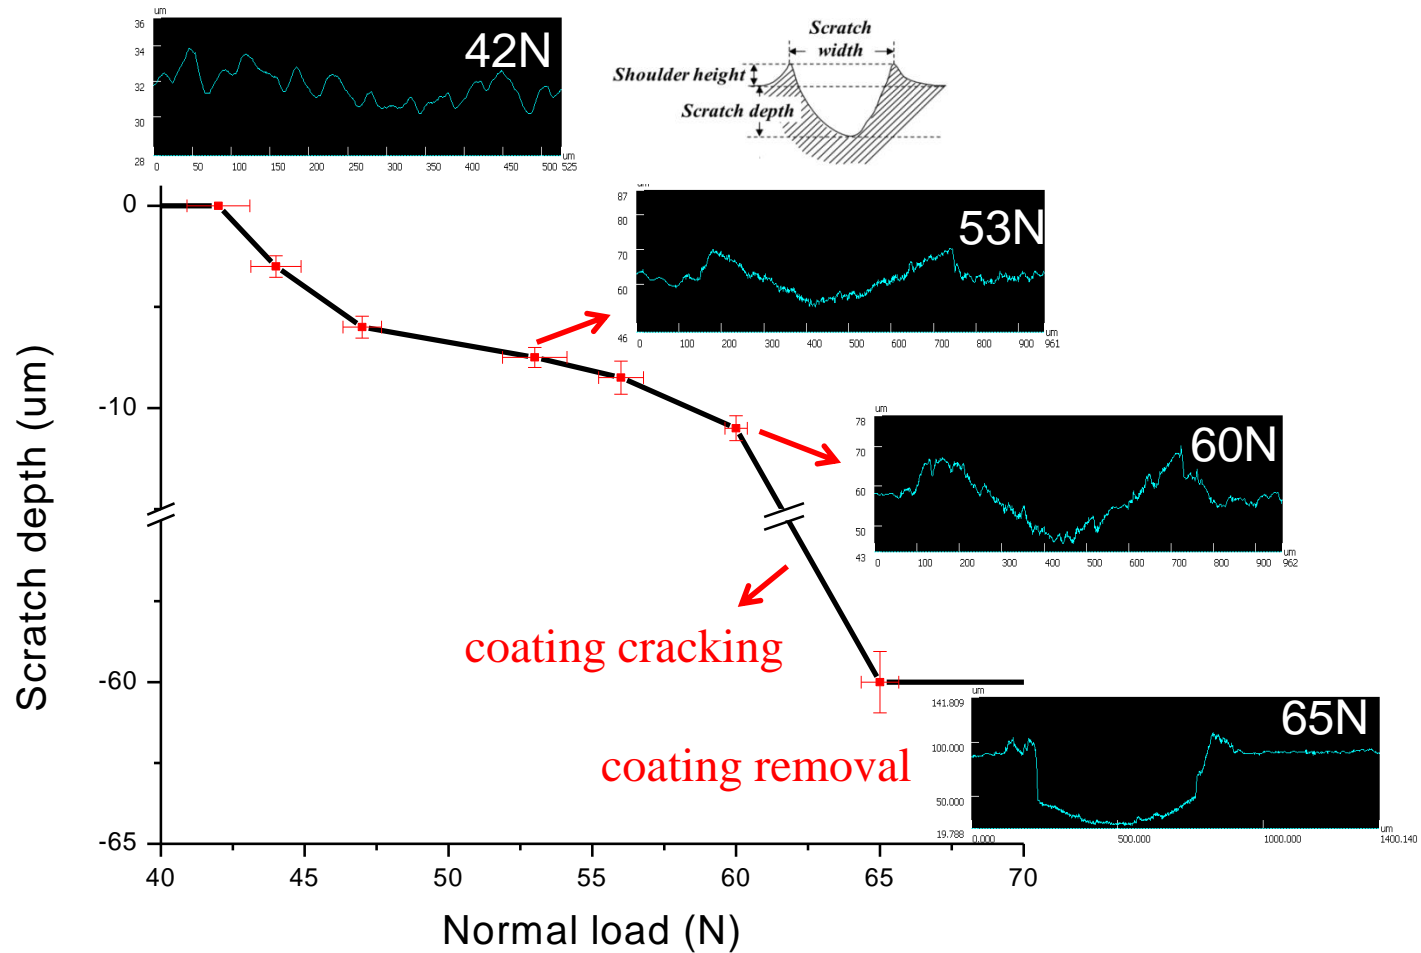 um
36
34
32
30
28
42N
0 50 100 150 200 250 300 350 400 450 500 525
um
Scratch
width
Shoulder height
Scratch depth
um
87
80
70
60
46
53N
0 100 200 300 400 500 600 700 800 900 961
um
um
78
70
60
50
43
60N
0 100 200 300 400 500 600 700 800 900 962
um
coating cracking
coating removal
um
141.809
100.000
50.000
19.788
65N
0.000 500.000 1000.000 1400.140
um
Scratch depth (um)
0
-10
-60
-65
40 45 50 55 60 65 70
Normal load (N)